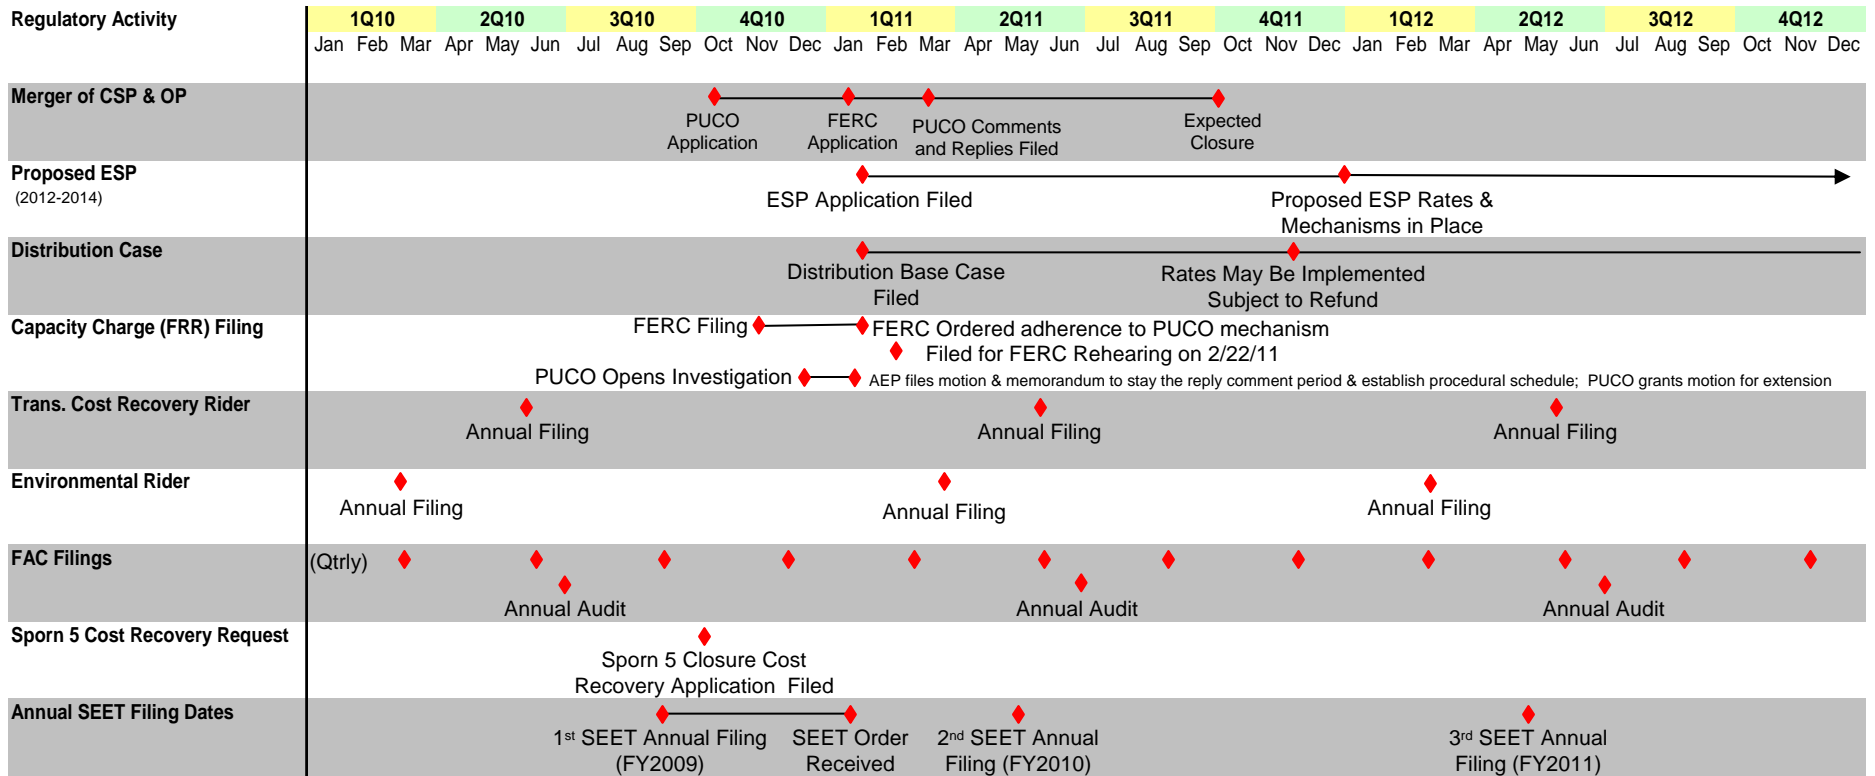 Regulatory Activity
1Q10 2Q10 3Q10 4Q10 1Q11 2Q11 3Q11 4Q11 1Q12 2Q12 3Q12 4Q12
Jan Feb Mar Apr May Jun Jul Aug Sep Oct Nov Dec Jan Feb Mar Apr May Jun Jul Aug Sep Oct Nov Dec Jan Feb Mar Apr May Jun Jul Aug Sep Oct Nov Dec
Merger of CSP & OP
PUCO
Application
FERC
Application
PUCO Comments
and Replies Filed
Expected
Closure
Proposed ESP
(2012-2014)
ESP Application Filed
Proposed ESP Rates &
Mechanisms in Place
Distribution Case
Distribution Base Case
Filed
Rates May Be Implemented
Subject to Refund
Capacity Charge (FRR) Filing
FERC Filing
FERC Ordered adherence to PUCO mechanism
Filed for FERC Rehearing on 2/22/11
PUCO Opens Investigation
AEP files motion & memorandum to stay the reply comment period & establish procedural schedule; PUCO grants motion for extension
Trans. Cost Recovery Rider
Annual Filing
Annual Filing
Annual Filing
Environmental Rider
Annual Filing
Annual Filing
Annual Filing
FAC Filings
(Qtrly)
Annual Audit
Annual Audit
Annual Audit
Sporn 5 Cost Recovery Request
Sporn 5 Closure Cost
Recovery Application Filed
Annual SEET Filing Dates
1st SEET Annual Filing
(FY2009)
SEET Order
Received
2nd SEET Annual
Filing (FY2010)
3rd SEET Annual
Filing (FY2011)